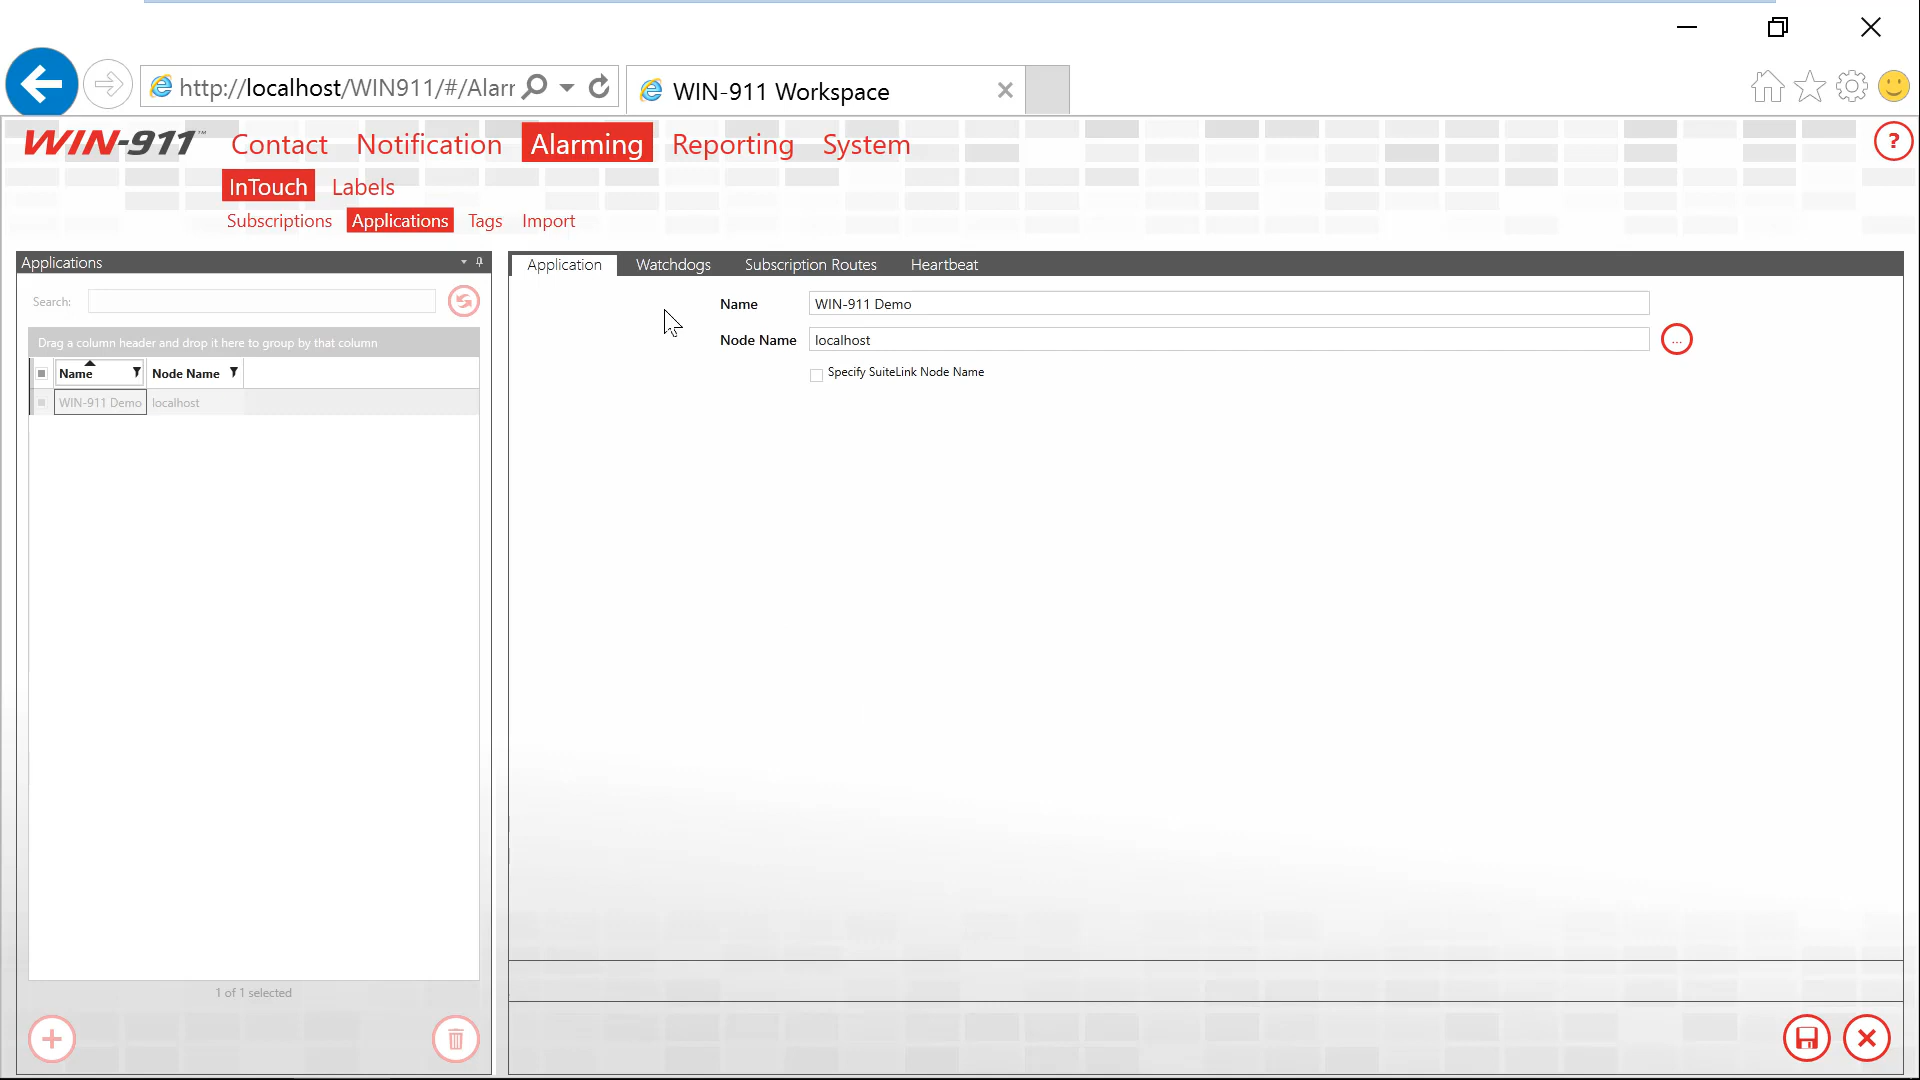 http://localhost/WIN911/#/Alarr
WIN-911 Workspace
WIN-911™ Contact Notification Alarming Reporting System ?
InTouch Labels
Subscriptions Applications Tags Import
Applications
Application Watchdogs Subscription Routes Heartbeat
Search:
Name WIN-911 Demo
Drag a column header and drop it here to group by that column
Node Name localhost ...
Specify SuiteLink Node Name
Name Node Name
WIN-911 Demo localhost
1 of 1 selected